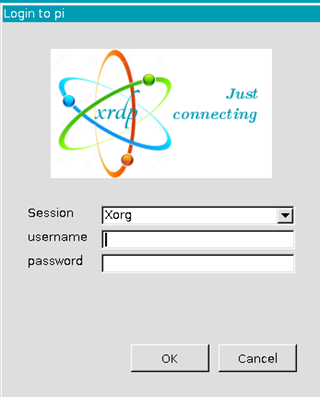 Login to pi
Just
xrdp connecting
Session Xorg
username
password
OK Cancel